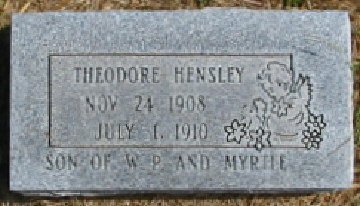 THEODORE HENSLEY
NOV 24 1908
JULY 1, 1910
SON OF W. P. AND MYRTLE